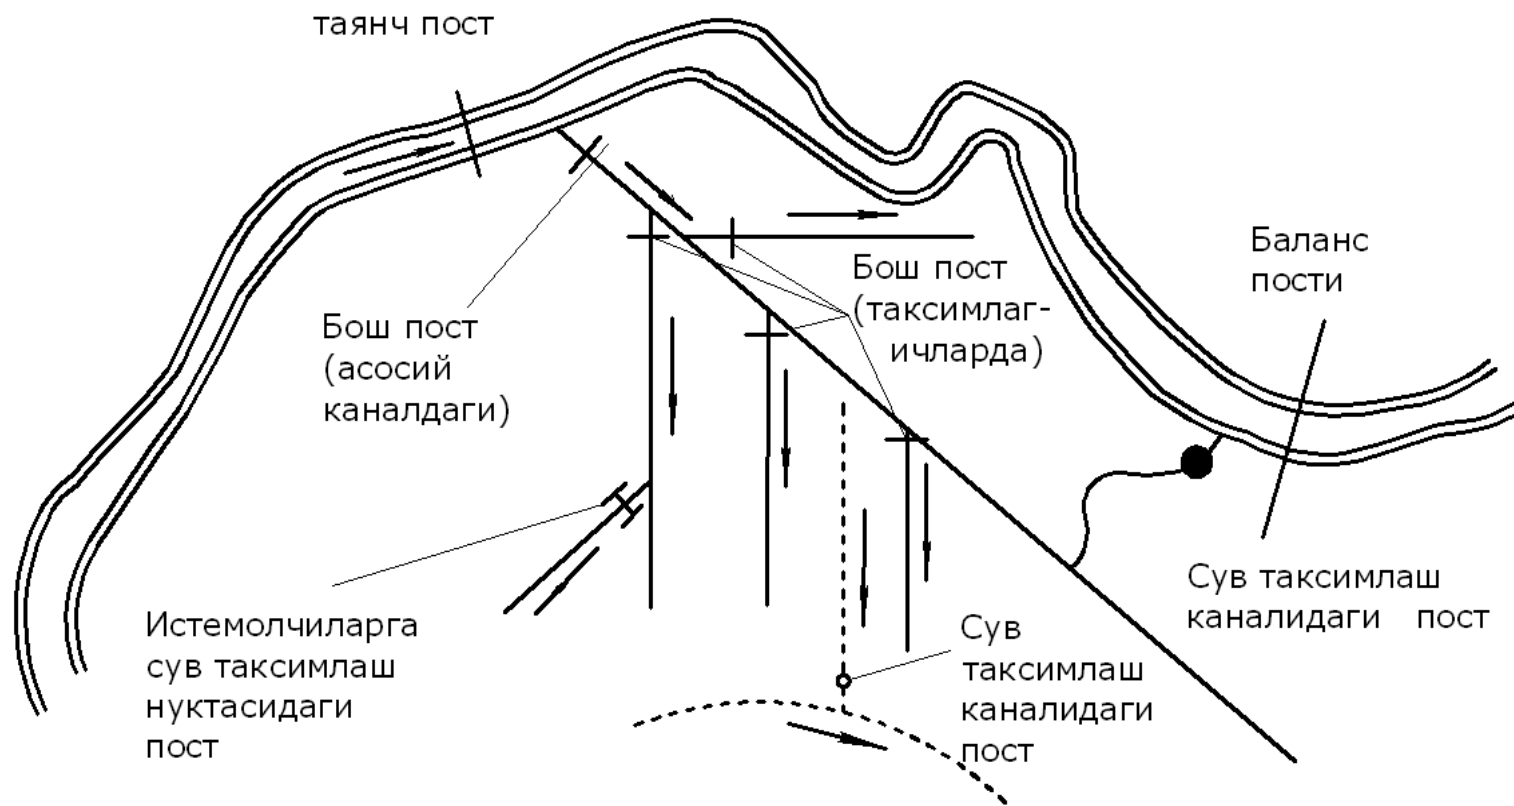 таянч пост
Баланс
пости
Бош пост
(таксимлаг-
ичларда)
Бош пост
(асосий
каналдаги)
Сув таксимлаш
каналидаги пост
Истемолчиларга
сув таксимлаш
нуктасидаги
пост
Сув
таксимлаш
каналидаги
пост